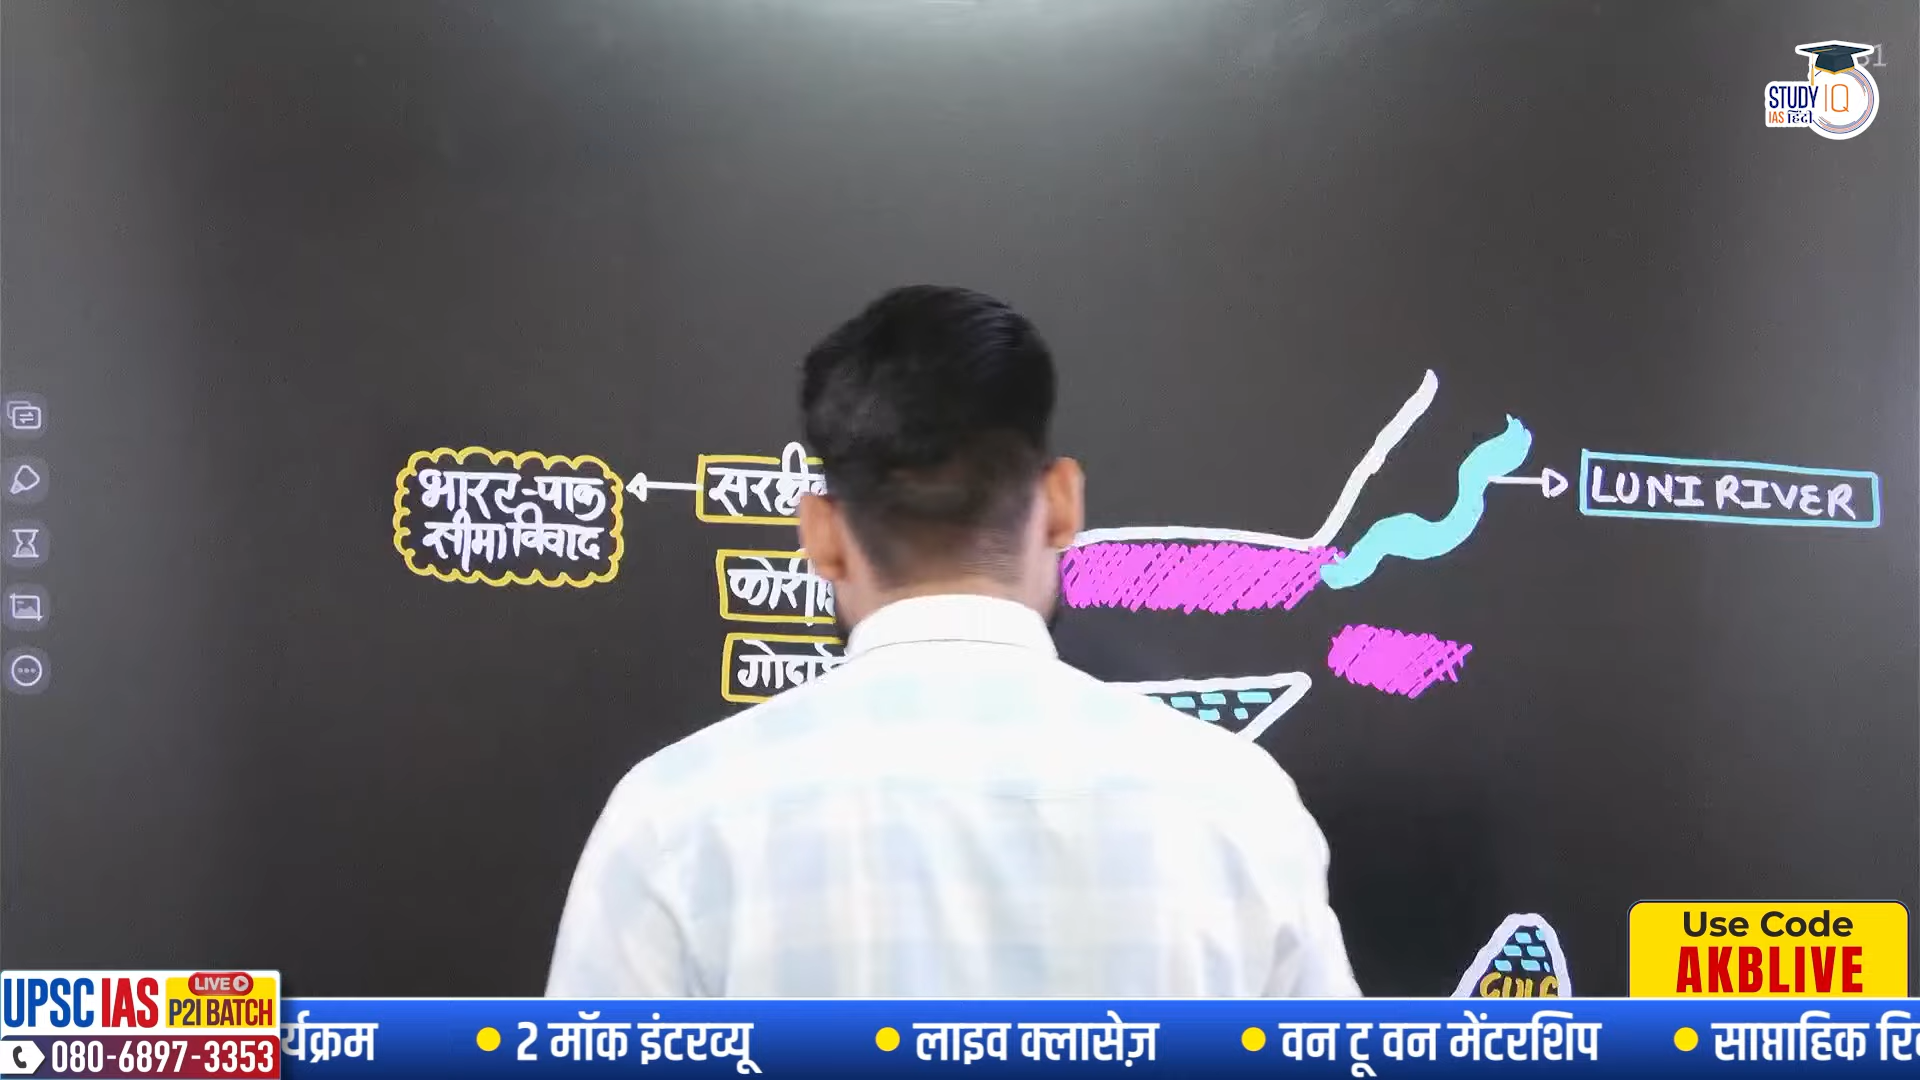 STUDY IQ
IAS हिंदी
भारत-पाक
सीमा विवाद
LUNI RIVER
GULF
Use Code
AKBLIVE
UPSC IAS
LIVE
P2I BATCH
080-6897-3353
2 मॉक इंटरव्यू
लाइव क्लासेज़
वन टू वन मेंटरशिप
साप्ताहिक